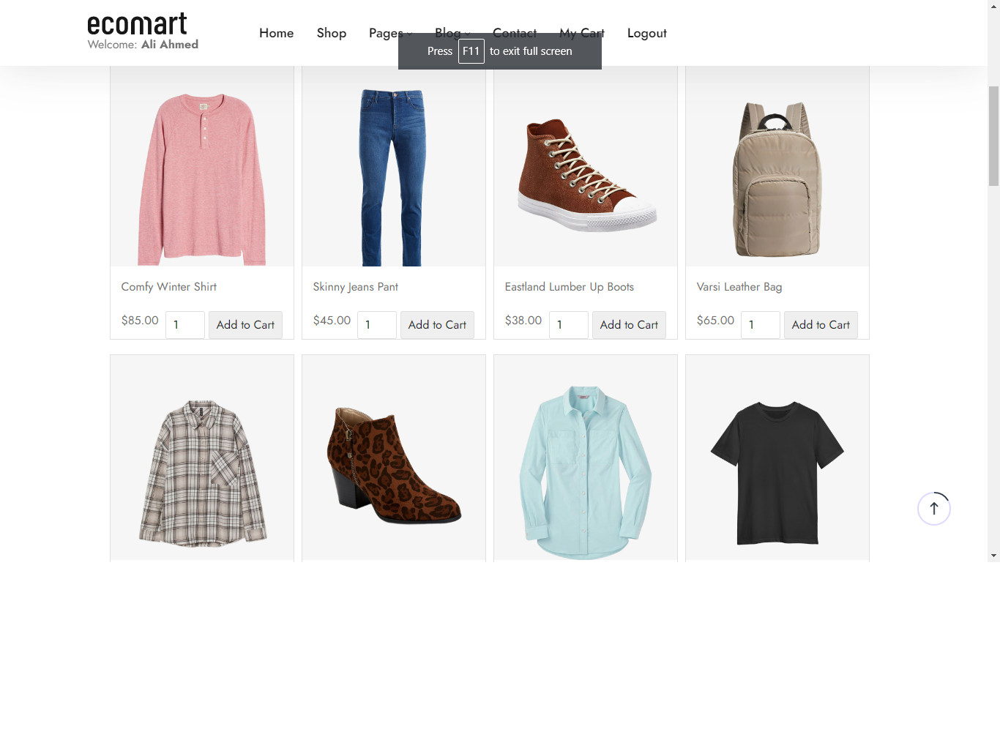 ecomart
Welcome: Ali Ahmed
Home Shop Pages Blog Contact My Cart Logout
Press F11 to exit full screen
Comfy Winter Shirt
$85.00 1 Add to Cart
Skinny Jeans Pant
$45.00 1 Add to Cart
Eastland Lumber Up Boots
$38.00 1 Add to Cart
Varsi Leather Bag
$65.00 1 Add to Cart